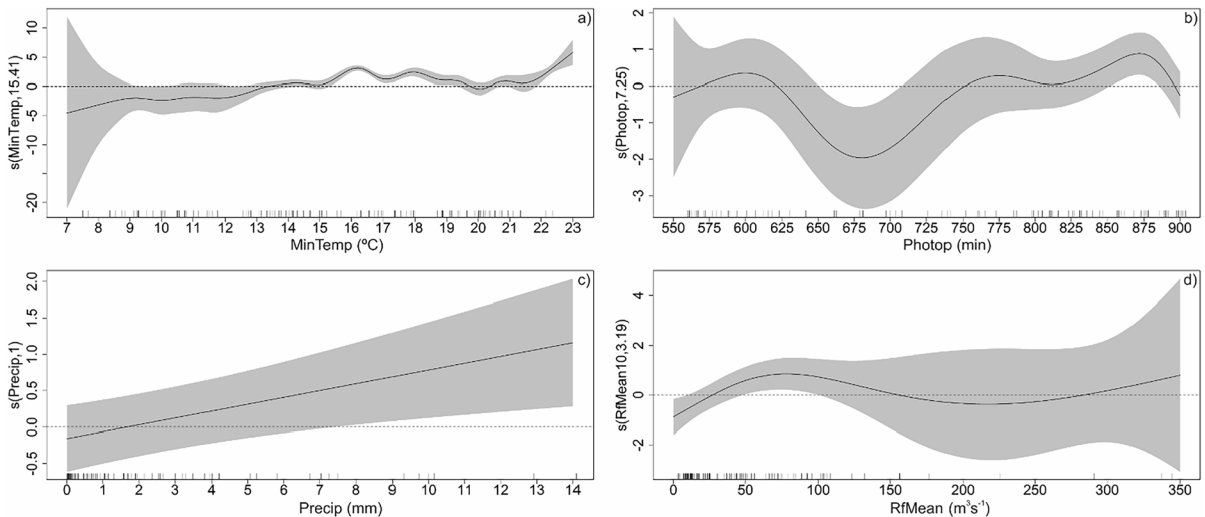 a)
10
5
0
-5
-10
-20
s(MinTemp,15.41)
7 8 9 10 11 12 13 14 15 16 17 18 19 20 21 22 23
MinTemp (ºC)
b)
2
1
0
-1
-2
-3
s(Photop,7.25)
550 575 600 625 650 675 700 725 750 775 800 825 850 875 900
Photop (min)
c)
2.0
1.5
1.0
0.5
0.0
-0.5
s(Precip,1)
0 1 2 3 4 5 6 7 8 9 10 11 12 13 14
Precip (mm)
d)
4
2
0
-2
s(RfMean10,3.19)
0 50 100 150 200 250 300 350
RfMean (m³s⁻¹)